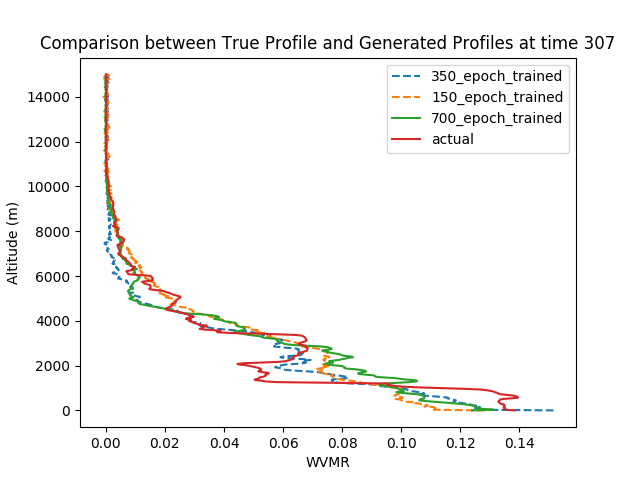 Comparison between True Profile and Generated Profiles at time 307
350_epoch_trained
150_epoch_trained
700_epoch_trained
actual
14000
12000
10000
8000
6000
4000
2000
0
Altitude (m)
0.00 0.02 0.04 0.06 0.08 0.10 0.12 0.14
WVMR